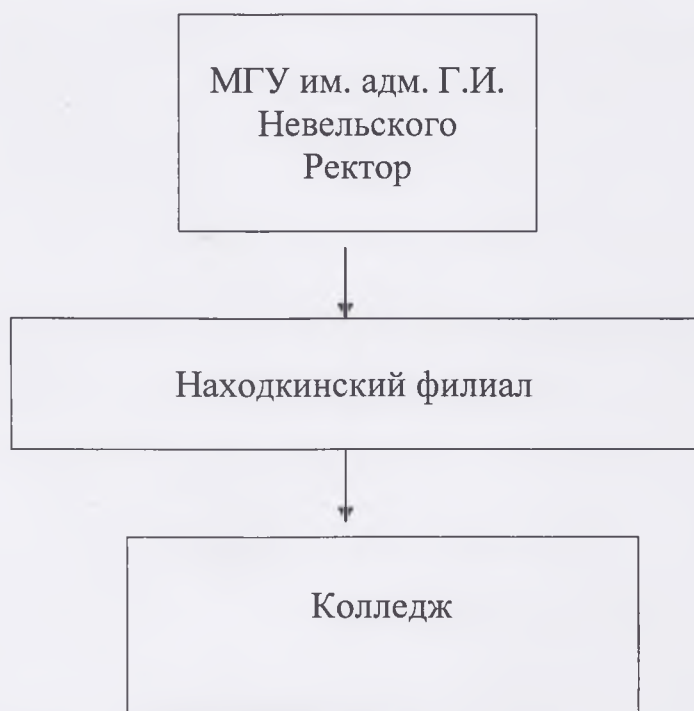 МГУ им. адм. Г.И.
Невельского
Ректор
Находкинский филиал
Колледж